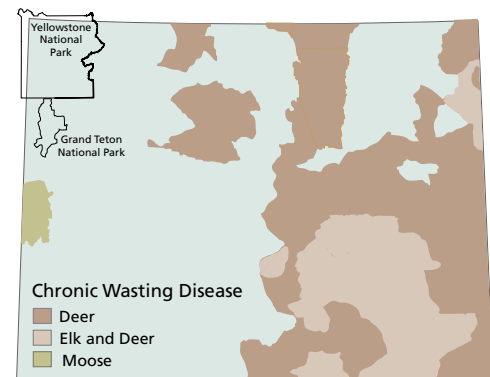 Yellowstone
National
Park
Grand Teton
National Park
Chronic Wasting Disease
Deer
Elk and Deer
Moose